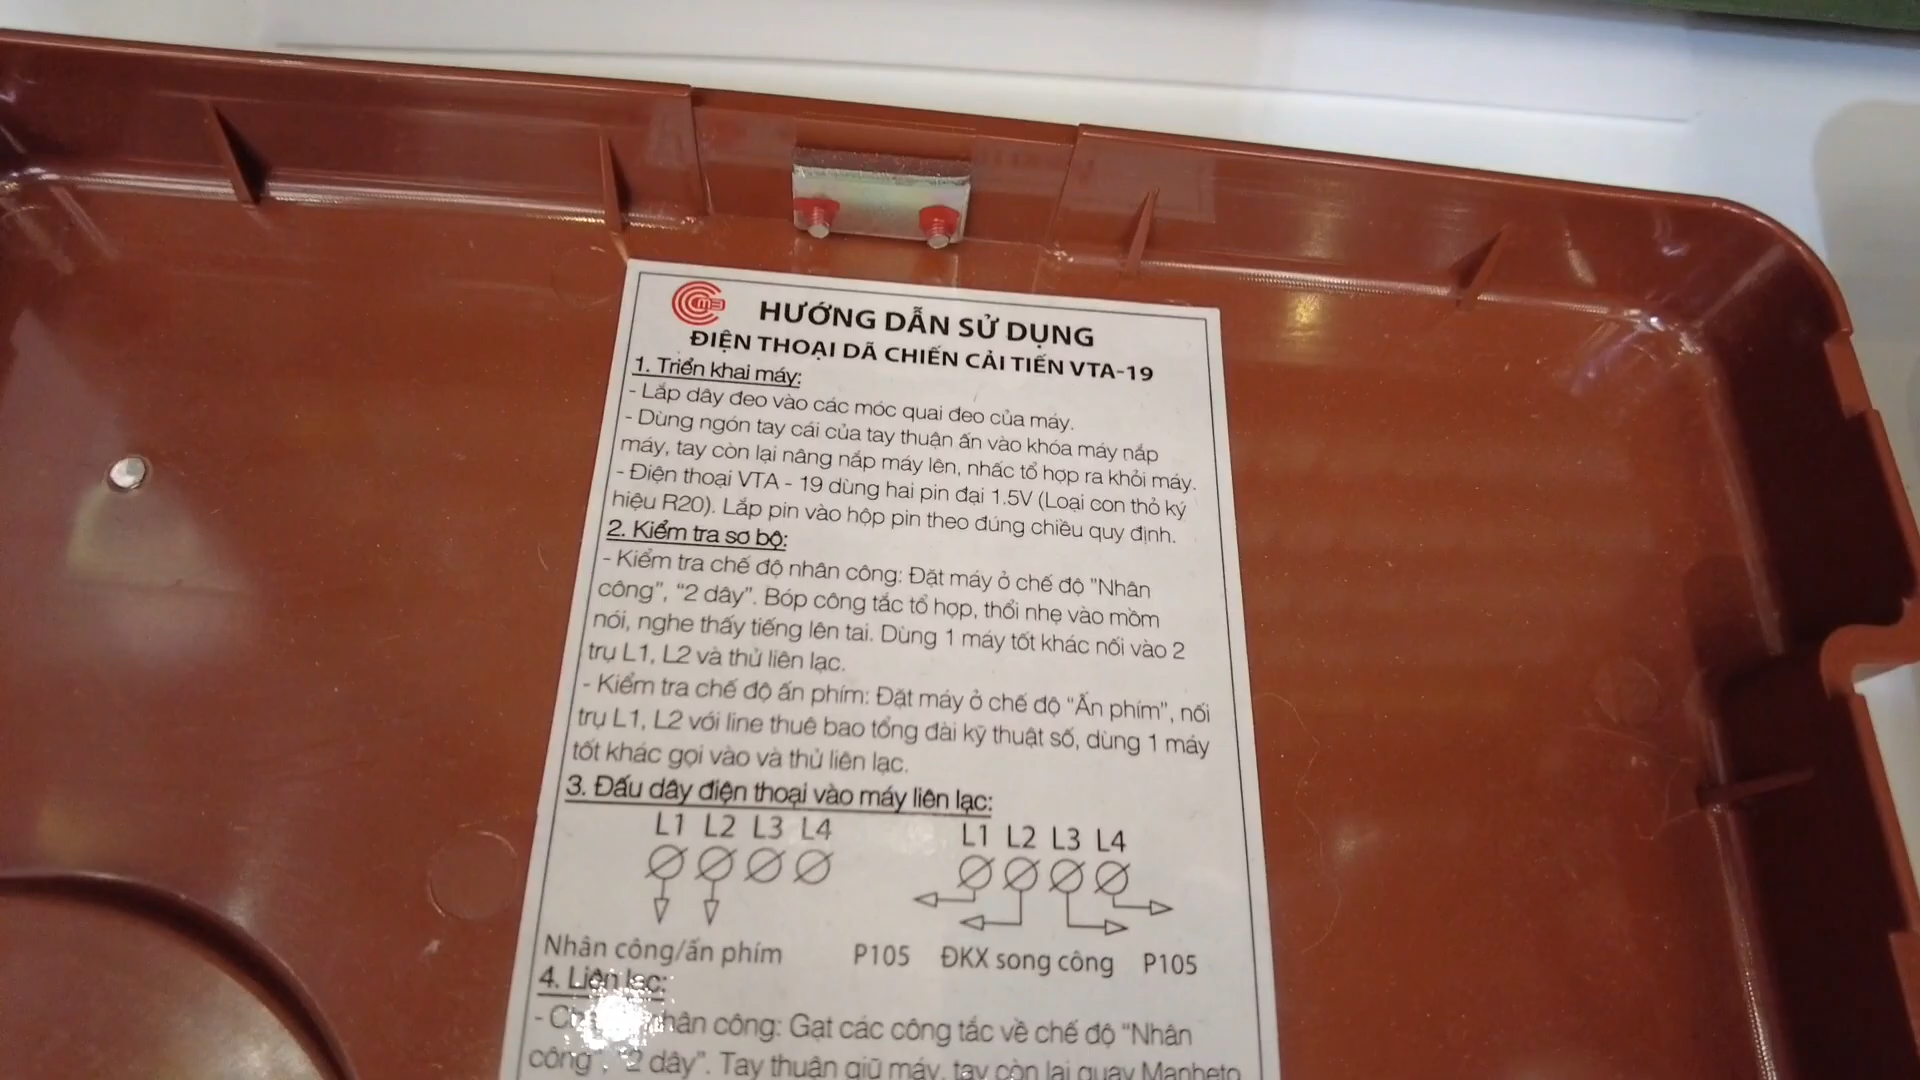 HƯỚNG DẪN SỬ DỤNG
ĐIỆN THOẠI DÃ CHIẾN CẢI TIẾN VTA-19
1. Triển khai máy:
- Lắp dây đeo vào các móc quai đeo của máy.
- Dùng ngón tay cái của tay thuận ấn vào khóa máy nắp
máy, tay còn lại nâng nắp máy lên, nhấc tổ hợp ra khỏi máy.
- Điện thoại VTA - 19 dùng hai pin đại 1.5V (Loại con thỏ ký
hiệu R20). Lắp pin vào hộp pin theo đúng chiều quy định.
2. Kiểm tra sơ bộ:
- Kiểm tra chế độ nhân công: Đặt máy ở chế độ "Nhân
công", "2 dây". Bóp công tắc tổ hợp, thổi nhẹ vào mồm
nói, nghe thấy tiếng lên tai. Dùng 1 máy tốt khác nối vào 2
trụ L1, L2 và thử liên lạc.
- Kiểm tra chế độ ấn phím: Đặt máy ở chế độ "Ấn phím", nối
trụ L1, L2 với line thuê bao tổng đài kỹ thuật số, dùng 1 máy
tốt khác gọi vào và thử liên lạc.
3. Đấu dây điện thoại vào máy liên lạc:
L1 L2 L3 L4 L1 L2 L3 L4
Nhân công/ấn phím P105 ĐKX song công P105
4. Liên lạc:
- nhân công: Gạt các công tắc về chế độ "Nhân
công", "2 dây". Tay thuận giữ máy, tay còn lại quay Manheto